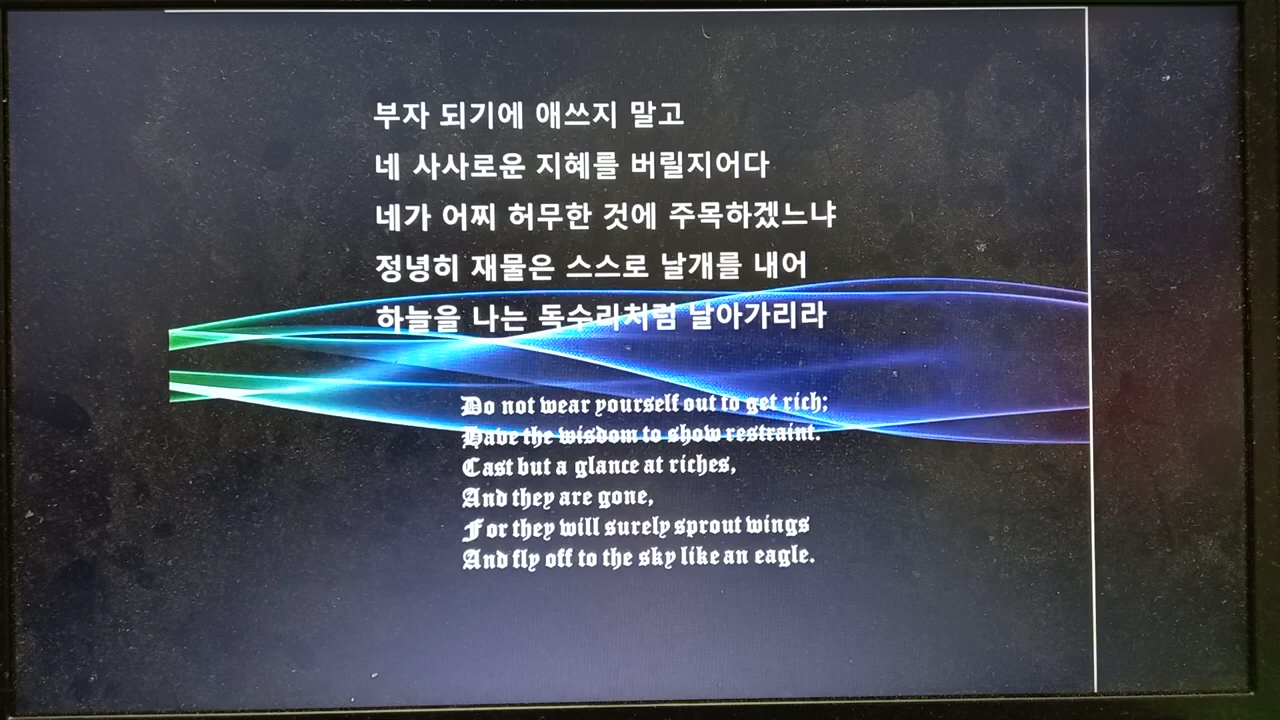 부자 되기에 애쓰지 말고
네 사사로운 지혜를 버릴지어다
네가 어찌 허무한 것에 주목하겠느냐
정녕히 재물은 스스로 날개를 내어
하늘을 나는 독수리처럼 날아가리라
Do not wear yourself out to get rich;
Have the wisdom to show restraint.
Cast but a glance at riches,
And they are gone,
For they will surely sprout wings
And fly off to the sky like an eagle.